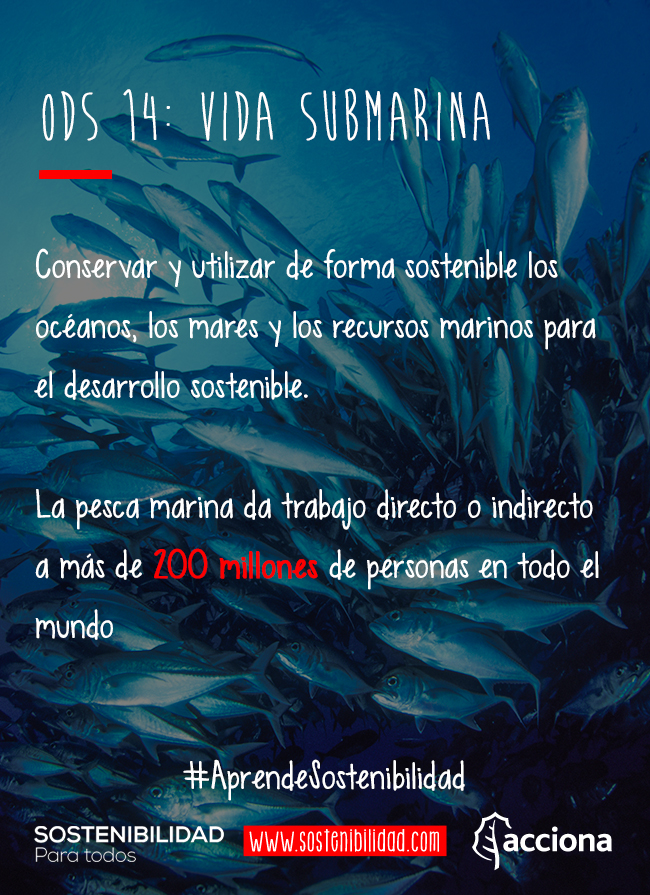 ODS 14: VIDA SUBMARINA
Conservar y utilizar de forma sostenible los
océanos, los mares y los recursos marinos para
el desarrollo sostenible.
La pesca marina da trabajo directo o indirecto
a más de 200 millones de personas en todo el
mundo
#AprendeSostenibilidad
SOSTENIBILIDAD
Para todos
www.sostenibilidad.com
acciona